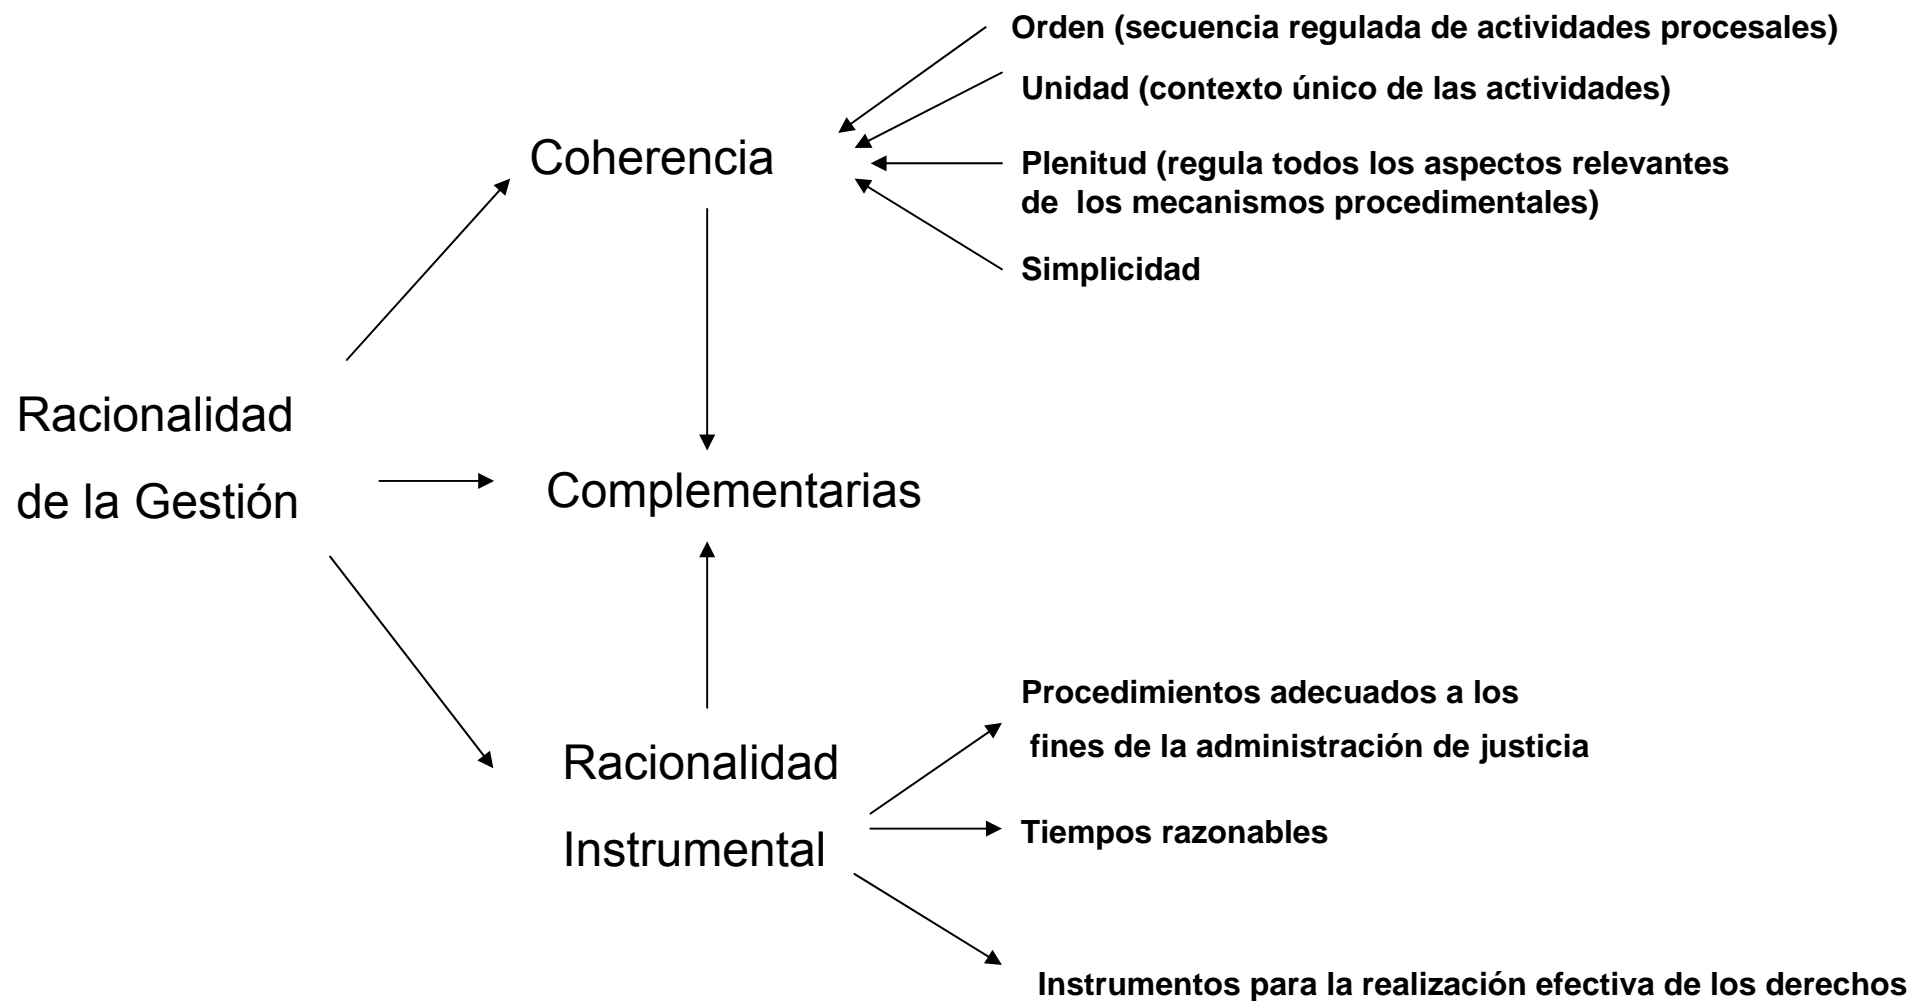 Orden (secuencia regulada de actividades procesales)
Unidad (contexto único de las actividades)
Coherencia
Plenitud (regula todos los aspectos relevantes
de los mecanismos procedimentales)
Simplicidad
Racionalidad
de la Gestión
Complementarias
Procedimientos adecuados a los
fines de la administración de justicia
Racionalidad
Instrumental
Tiempos razonables
Instrumentos para la realización efectiva de los derechos